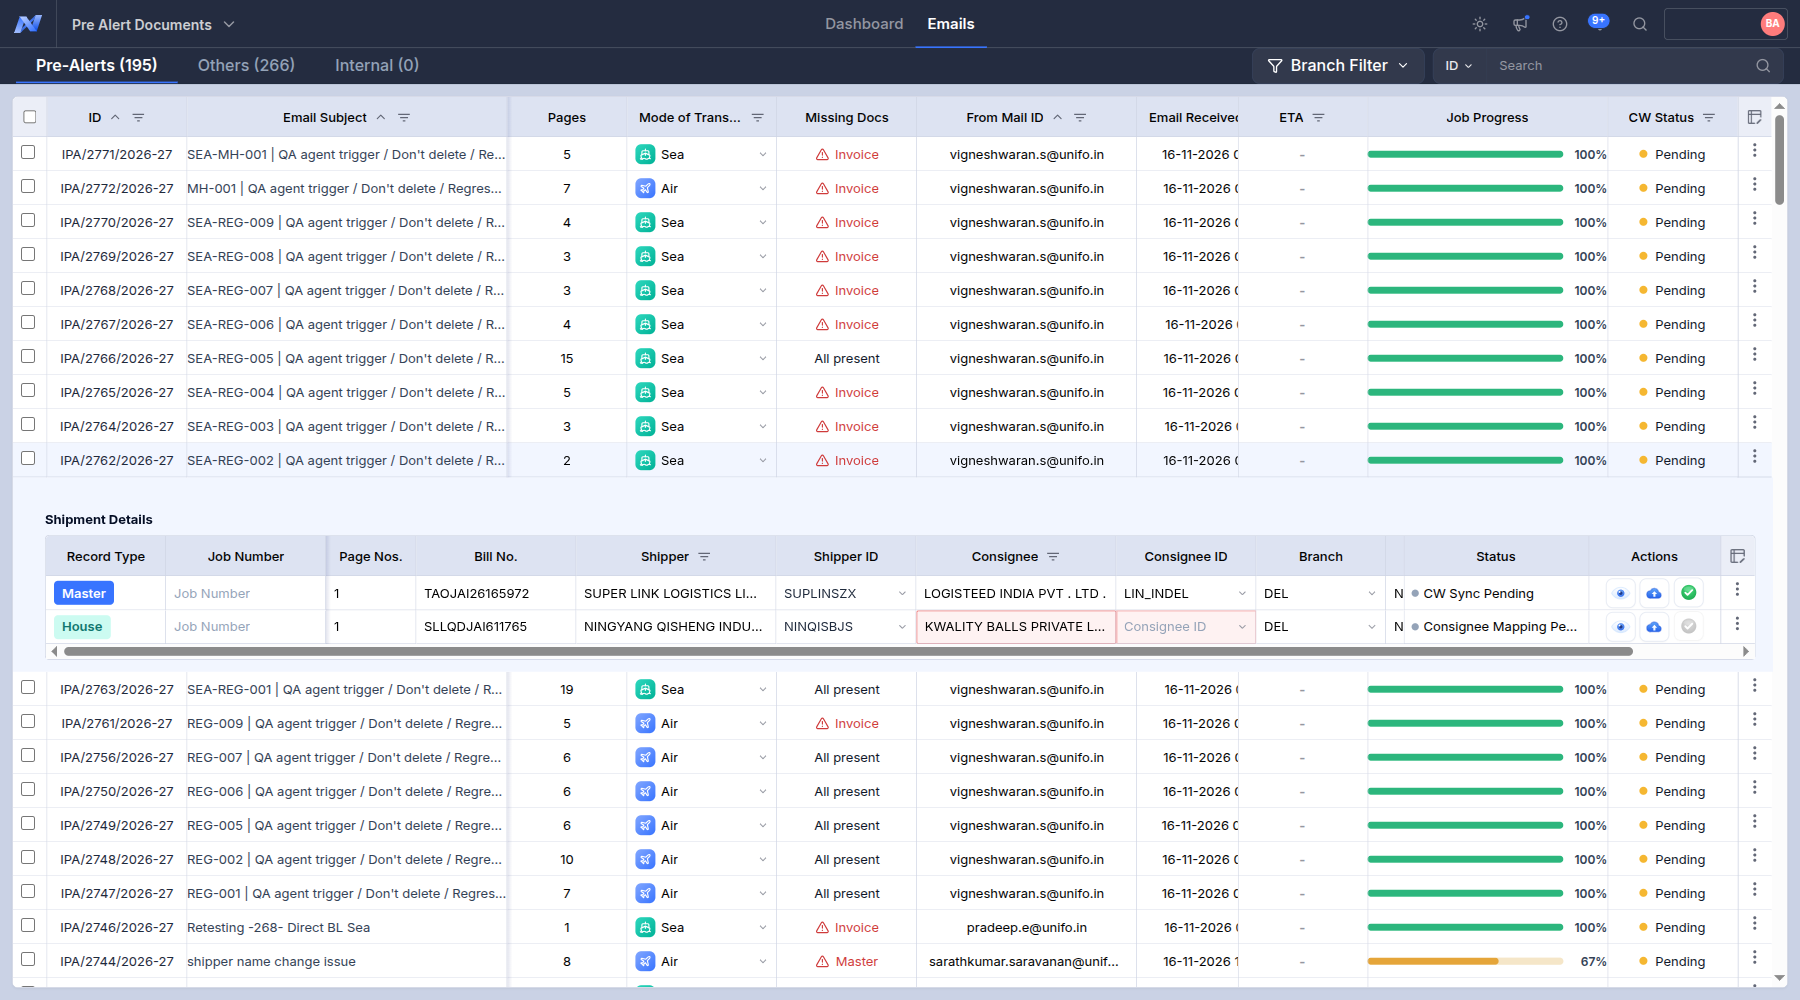 Pre Alert Documents
Dashboard
Emails
9+
BA
Pre-Alerts (195)
Others (266)
Internal (0)
Branch Filter
ID
Search
ID Email Subject Pages Mode of Trans... Missing Docs From Mail ID Email Received ETA Job Progress CW Status
IPA/2771/2026-27 SEA-MH-001 | QA agent trigger / Don't delete / Re... 5 Sea Invoice vigneshwaran.s@unifo.in 16-11-2026 - 100% Pending
IPA/2772/2026-27 MH-001 | QA agent trigger / Don't delete / Regres... 7 Air Invoice vigneshwaran.s@unifo.in 16-11-2026 - 100% Pending
IPA/2770/2026-27 SEA-REG-009 | QA agent trigger / Don't delete / R... 4 Sea Invoice vigneshwaran.s@unifo.in 16-11-2026 - 100% Pending
IPA/2769/2026-27 SEA-REG-008 | QA agent trigger / Don't delete / R... 3 Sea Invoice vigneshwaran.s@unifo.in 16-11-2026 - 100% Pending
IPA/2768/2026-27 SEA-REG-007 | QA agent trigger / Don't delete / R... 3 Sea Invoice vigneshwaran.s@unifo.in 16-11-2026 - 100% Pending
IPA/2767/2026-27 SEA-REG-006 | QA agent trigger / Don't delete / R... 4 Sea Invoice vigneshwaran.s@unifo.in 16-11-2026 - 100% Pending
IPA/2766/2026-27 SEA-REG-005 | QA agent trigger / Don't delete / R... 15 Sea All present vigneshwaran.s@unifo.in 16-11-2026 - 100% Pending
IPA/2765/2026-27 SEA-REG-004 | QA agent trigger / Don't delete / R... 5 Sea Invoice vigneshwaran.s@unifo.in 16-11-2026 - 100% Pending
IPA/2764/2026-27 SEA-REG-003 | QA agent trigger / Don't delete / R... 3 Sea Invoice vigneshwaran.s@unifo.in 16-11-2026 - 100% Pending
IPA/2762/2026-27 SEA-REG-002 | QA agent trigger / Don't delete / R... 2 Sea Invoice vigneshwaran.s@unifo.in 16-11-2026 - 100% Pending
Shipment Details
Record Type Job Number Page Nos. Bill No. Shipper Shipper ID Consignee Consignee ID Branch Status Actions
Master Job Number 1 TAOJAI26165972 SUPER LINK LOGISTICS LI... SUPLINSZX LOGISTEED INDIA PVT . LTD . LIN_INDEL DEL N CW Sync Pending
House Job Number 1 SLLQDJAI611765 NINGYANG QISHENG INDU... NINQISBJS KWALITY BALLS PRIVATE L... Consignee ID DEL N Consignee Mapping Pe...
IPA/2763/2026-27 SEA-REG-001 | QA agent trigger / Don't delete / R... 19 Sea All present vigneshwaran.s@unifo.in 16-11-2026 - 100% Pending
IPA/2761/2026-27 REG-009 | QA agent trigger / Don't delete / Regre... 5 Air Invoice vigneshwaran.s@unifo.in 16-11-2026 - 100% Pending
IPA/2756/2026-27 REG-007 | QA agent trigger / Don't delete / Regre... 6 Air All present vigneshwaran.s@unifo.in 16-11-2026 - 100% Pending
IPA/2750/2026-27 REG-006 | QA agent trigger / Don't delete / Regre... 6 Air All present vigneshwaran.s@unifo.in 16-11-2026 - 100% Pending
IPA/2749/2026-27 REG-005 | QA agent trigger / Don't delete / Regre... 6 Air All present vigneshwaran.s@unifo.in 16-11-2026 - 100% Pending
IPA/2748/2026-27 REG-002 | QA agent trigger / Don't delete / Regre... 10 Air All present vigneshwaran.s@unifo.in 16-11-2026 - 100% Pending
IPA/2747/2026-27 REG-001 | QA agent trigger / Don't delete / Regres... 7 Air All present vigneshwaran.s@unifo.in 16-11-2026 - 100% Pending
IPA/2746/2026-27 Retesting -268- Direct BL Sea 1 Sea Invoice pradeep.e@unifo.in 16-11-2026 - 100% Pending
IPA/2744/2026-27 shipper name change issue 8 Air Master sarathkumar.saravanan@unif... 16-11-2026 - 67% Pending